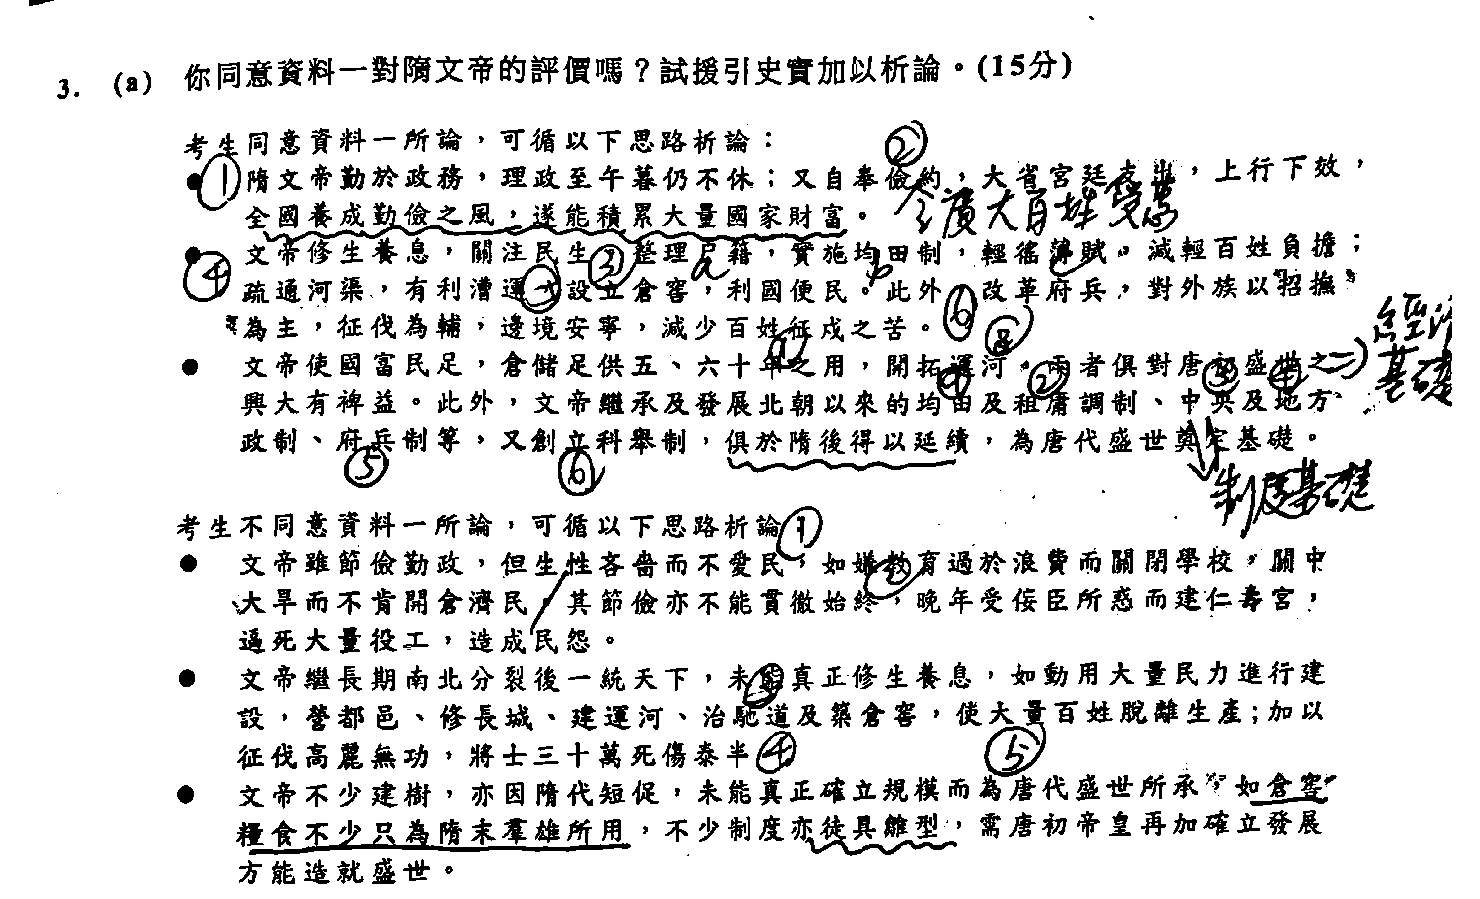 3. (a) 你同意資料一對隋文帝的評價嗎？試援引史實加以析論。(15分)
考生同意資料一所論，可循以下思路析論：
②
● ① 隋文帝勤於政務，理政至午暮仍不休；又自奉儉約，大省宮廷支出，上行下效，
全國養成勤儉之風，遂能積累大量國家財富。
令廣大百姓受惠
● 文帝修生養息，關注民生。③整理戶籍，實施均田制，輕徭薄賦。減輕百姓負擔；
④ 疏通河渠，有利漕運，設立倉窖，利國便民。此外，改革府兵，對外族以"招撫"
為主，征伐為輔，邊境安寧，減少百姓征戍之苦。
● 文帝使國富民足，倉儲足供五、六十年之用，開拓運河，兩者俱對唐初盛世之
經濟
基礎
興大有裨益。此外，文帝繼承及發展北朝以來的均田及租庸調制、中央及地方
政制、府兵制等，又創立科舉制，俱於隋後得以延續，為唐代盛世奠定基礎。
⑤ ⑥
制度基礎
考生不同意資料一所論，可循以下思路析論
● 文帝雖節儉勤政，但生性吝嗇而不愛民，如嫌教育過於浪費而關閉學校，關中
大旱而不肯開倉濟民，其節儉亦不能貫徹始終，晚年受佞臣所惑而建仁壽宮，
逼死大量役工，造成民怨。
● 文帝繼長期南北分裂後一統天下，未能真正修生養息，如動用大量民力進行建
設，營都邑、修長城、建運河、治馳道及築倉窖，使大量百姓脫離生產；加以
征伐高麗無功，將士三十萬死傷泰半
④ ⑤
● 文帝不少建樹，亦因隋代短促，未能真正確立規模而為唐代盛世所承，如倉窖
糧食不少只為隋末羣雄所用，不少制度亦徒具雛型，需唐初帝皇再加確立發展
方能造就盛世。